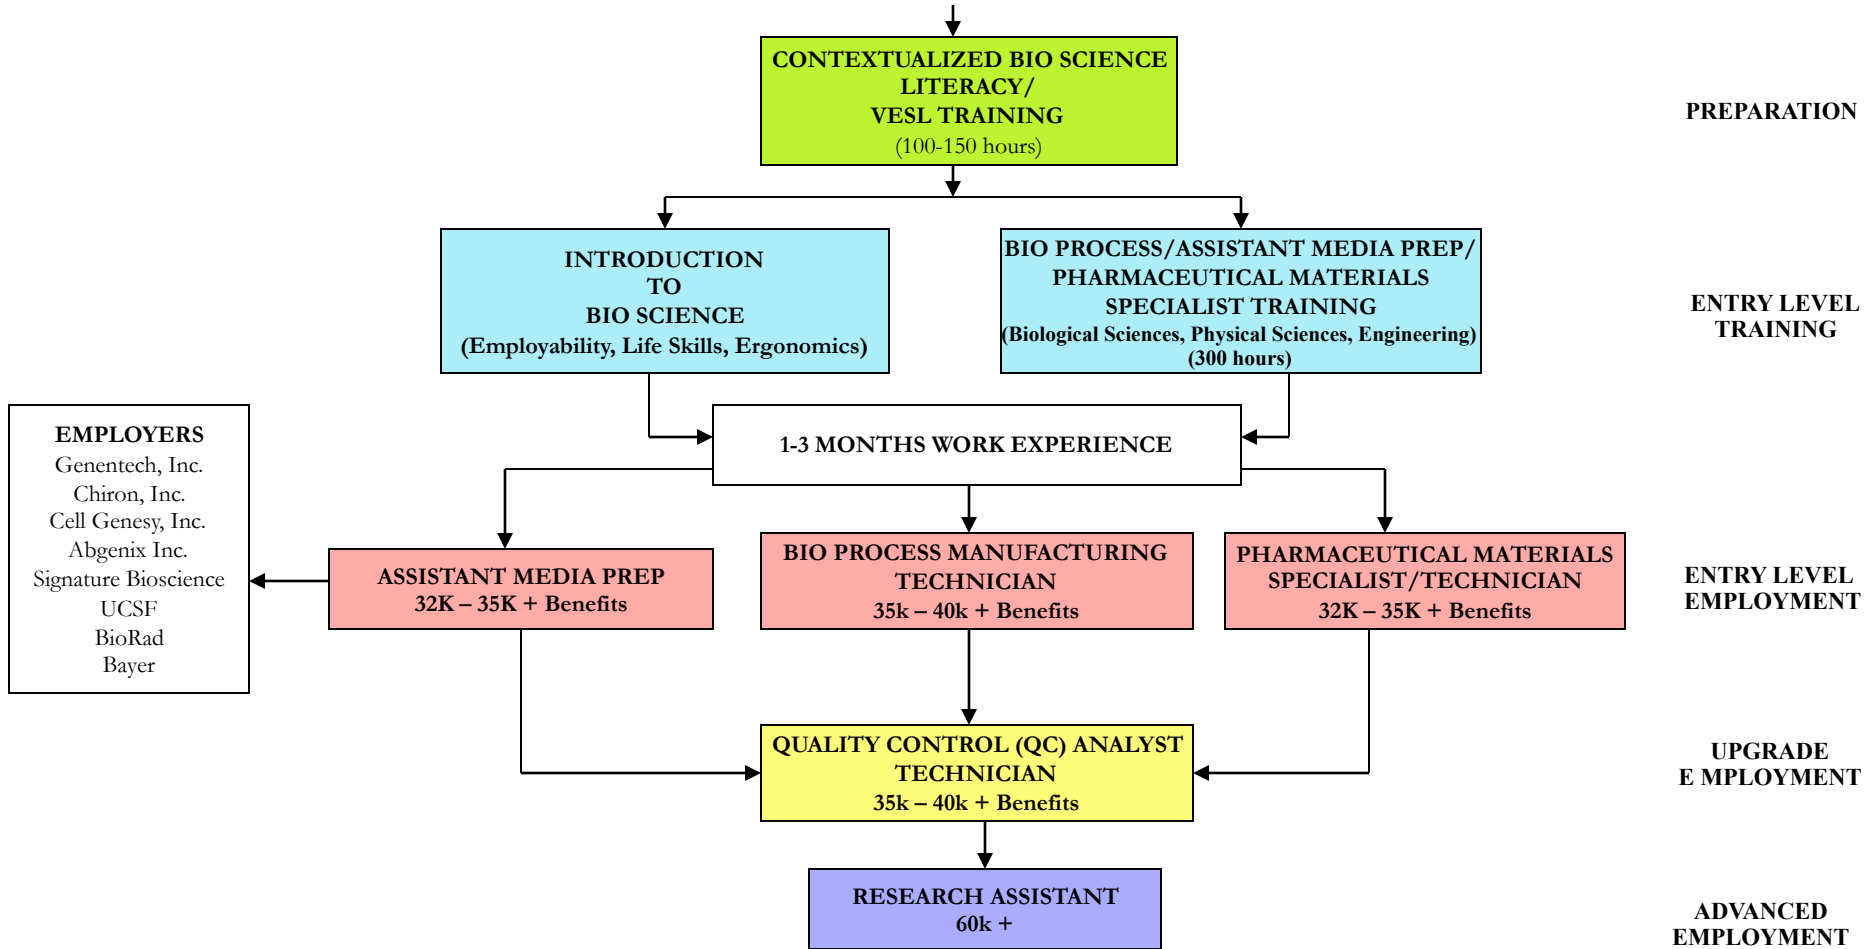 CONTEXTUALIZED BIO SCIENCE
LITERACY/
VESL TRAINING
(100-150 hours)
PREPARATION
INTRODUCTION
TO
BIO SCIENCE
(Employability, Life Skills, Ergonomics)
BIO PROCESS/ASSISTANT MEDIA PREP/
PHARMACEUTICAL MATERIALS
SPECIALIST TRAINING
(Biological Sciences, Physical Sciences, Engineering)
(300 hours)
ENTRY LEVEL
TRAINING
1-3 MONTHS WORK EXPERIENCE
EMPLOYERS
Genentech, Inc.
Chiron, Inc.
Cell Genesy, Inc.
Abgenix Inc.
Signature Bioscience
UCSF
BioRad
Bayer
ASSISTANT MEDIA PREP
32K – 35K + Benefits
BIO PROCESS MANUFACTURING
TECHNICIAN
35k – 40k + Benefits
PHARMACEUTICAL MATERIALS
SPECIALIST/TECHNICIAN
32K – 35K + Benefits
ENTRY LEVEL
EMPLOYMENT
QUALITY CONTROL (QC) ANALYST
TECHNICIAN
35k – 40k + Benefits
UPGRADE
E MPLOYMENT
RESEARCH ASSISTANT
60k +
ADVANCED
EMPLOYMENT